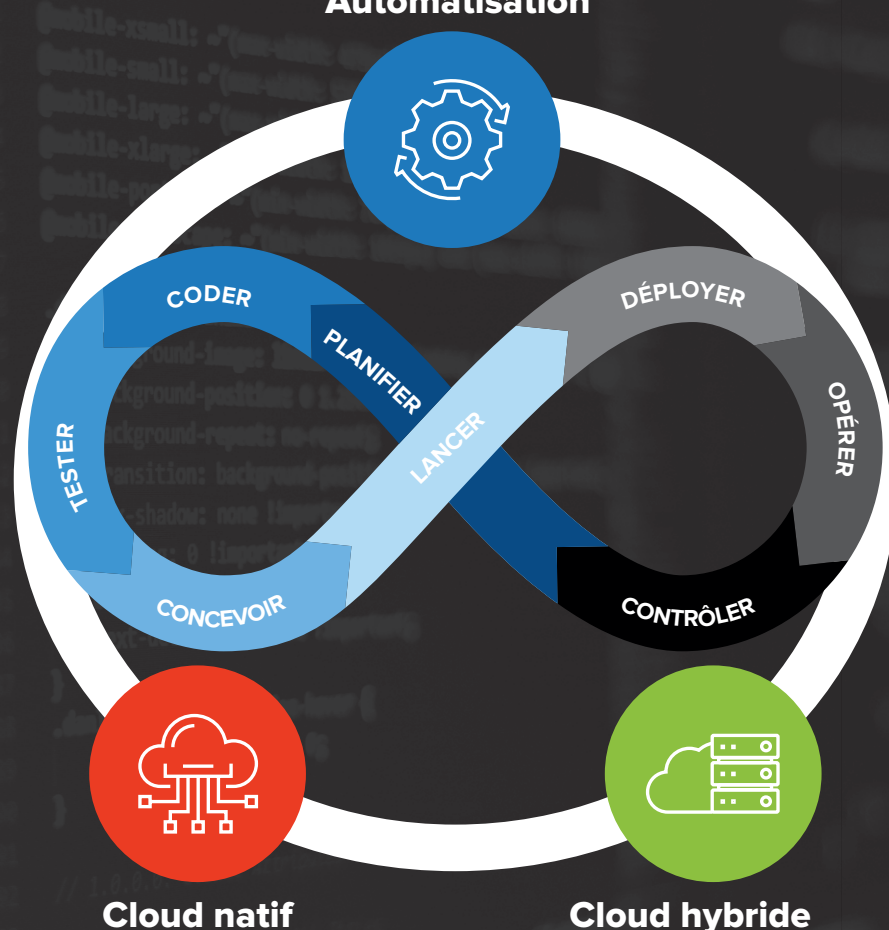 Automatisation
CODER
PLANIFIER
DÉPLOYER
OPÉRER
TESTER
LANCER
CONCEVOIR
CONTRÔLER
Cloud natif
Cloud hybride